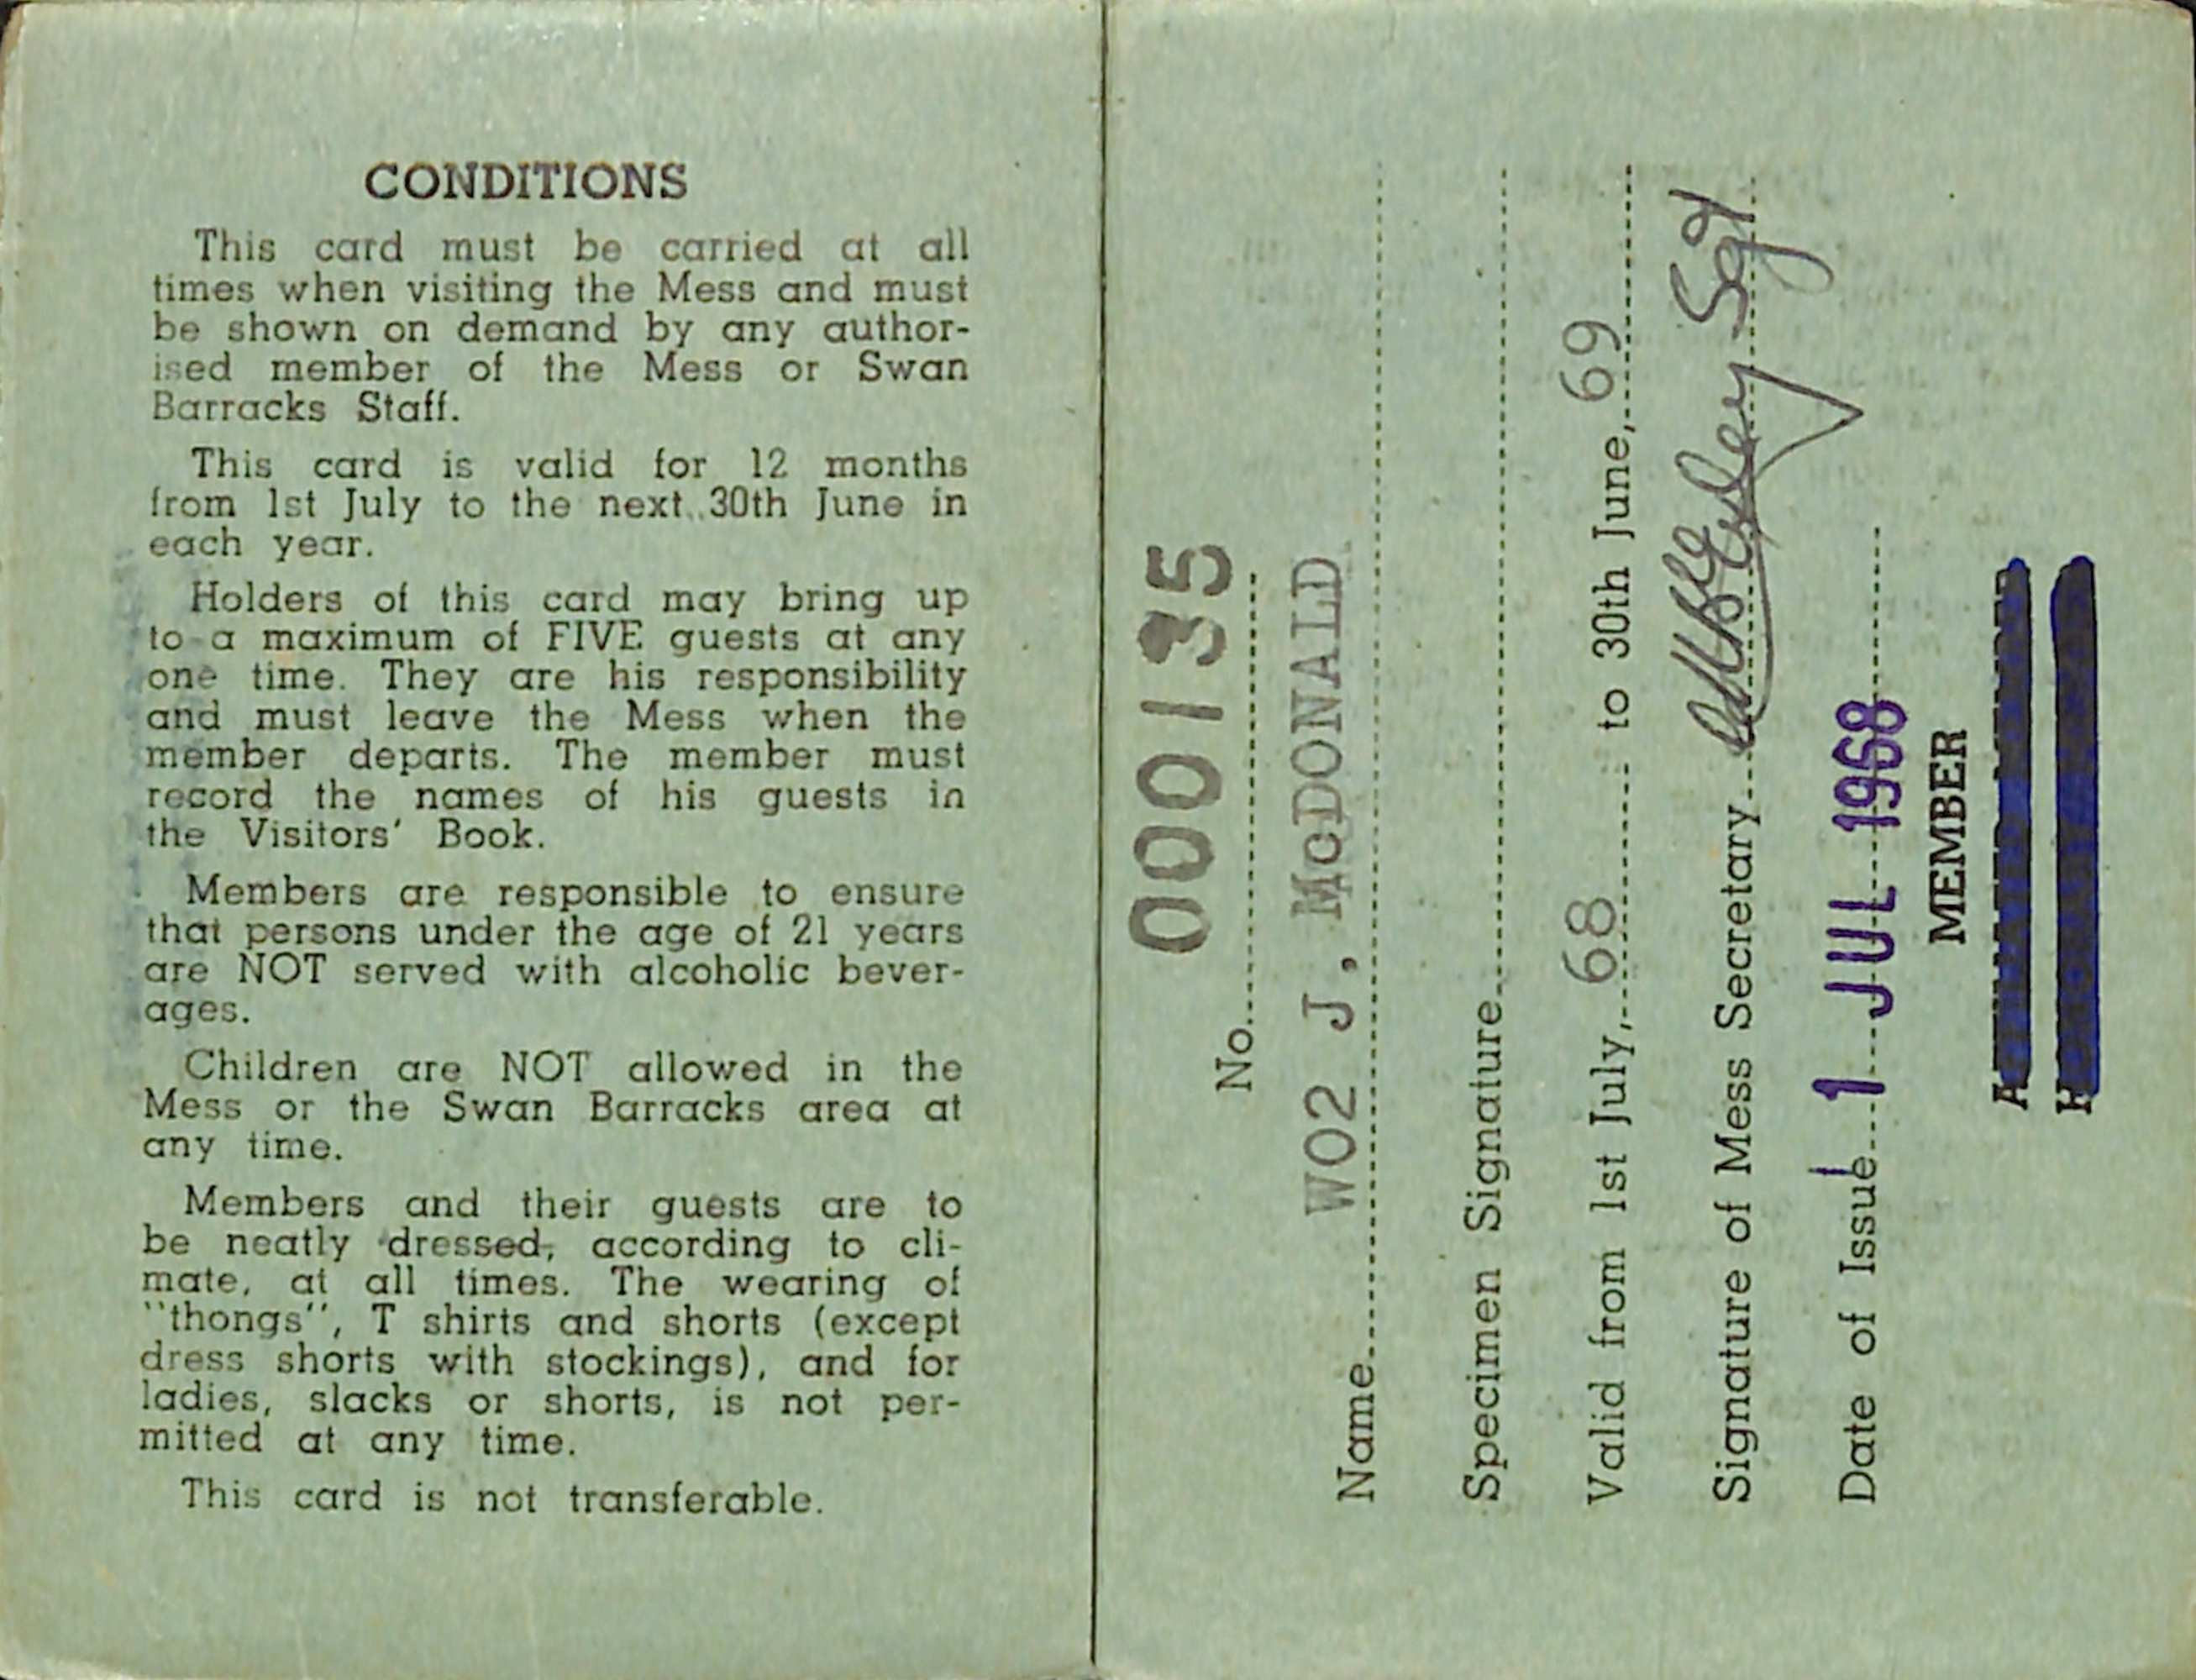 CONDITIONS
This card must be carried at all
times when visiting the Mess and must
be shown on demand by any author-
ised member of the Mess or Swan
Barracks Staff.
This card is valid for 12 months
from 1st July to the next 30th June in
each year.
Holders of this card may bring up
to a maximum of FIVE guests at any
one time. They are his responsibility
and must leave the Mess when the
member departs. The member must
record the names of his guests in
the Visitors' Book.
Members are responsible to ensure
that persons under the age of 21 years
are NOT served with alcoholic bever-
ages.
Children are NOT allowed in the
Mess or the Swan Barracks area at
any time.
Members and their guests are to
be neatly dressed, according to cli-
mate, at all times. The wearing of
"thongs", T shirts and shorts (except
dress shorts with stockings), and for
ladies, slacks or shorts, is not per-
mitted at any time.
This card is not transferable.
No. 000135
Name WO2 J. McDONALD
Specimen Signature
Valid from 1st July, 68 to 30th June, 69
Signature of Mess Secretary Sgt
Date of Issue 1 JUL 1968
MEMBER